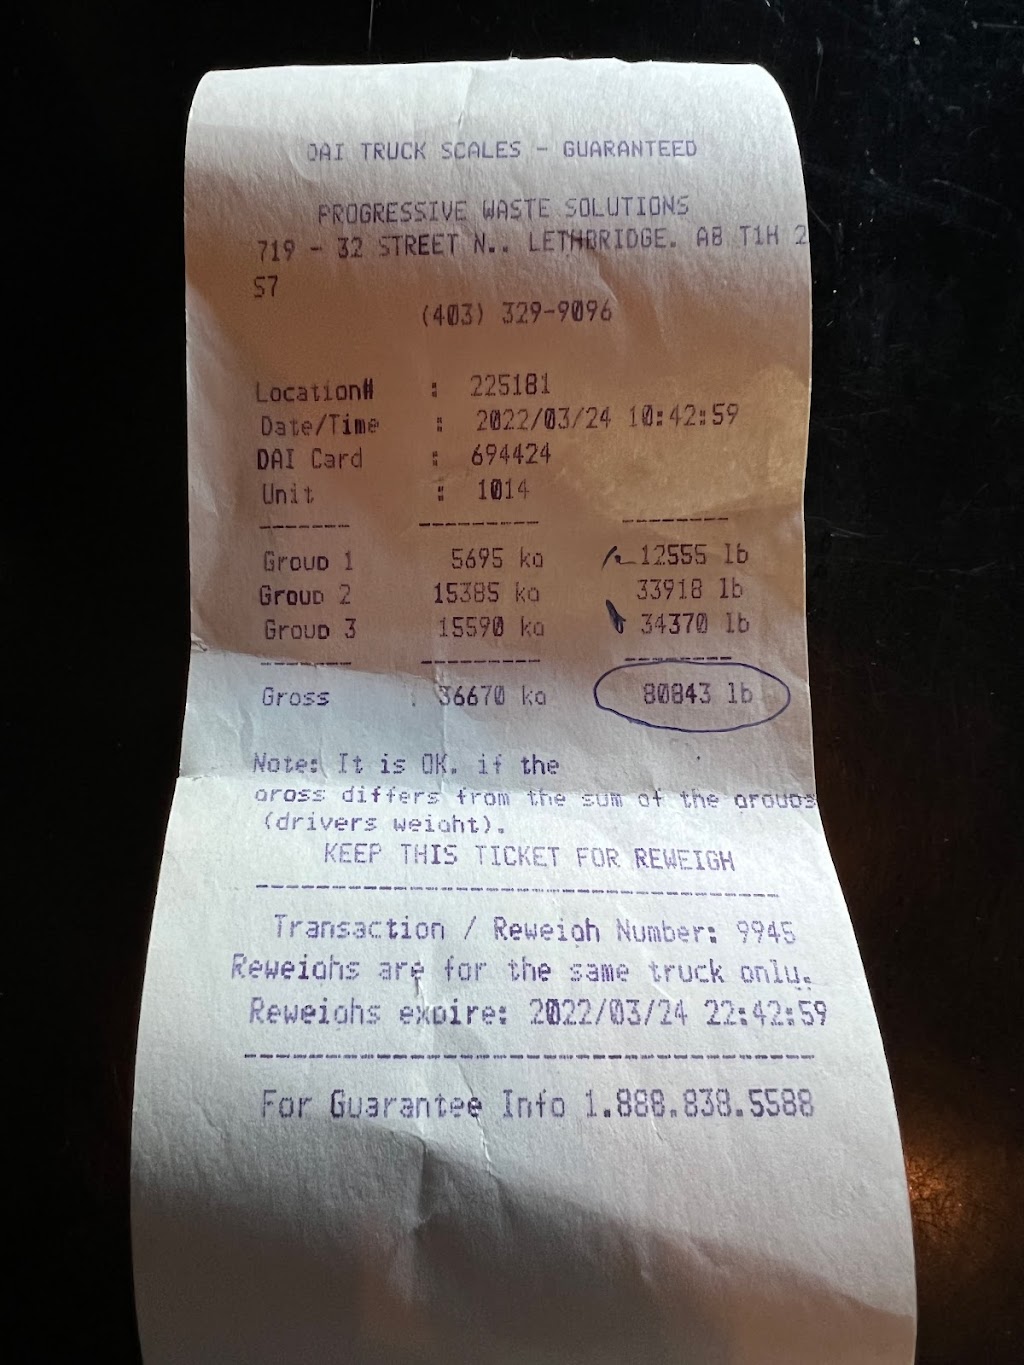 DAI TRUCK SCALES - GUARANTEED
PROGRESSIVE WASTE SOLUTIONS
719 - 32 STREET N., LETHBRIDGE, AB T1H 2
S7
(403) 329-9096
Location# : 225181
Date/Time : 2022/03/24 10:42:59
DAI Card : 694424
Unit : 1014
------- --------- --------
Group 1 5695 kg 12555 lb
Group 2 15385 kg 33918 lb
Group 3 15590 kg 34370 lb
------- --------- --------
Gross : 36670 kg 80843 lb
Note: It is OK, if the
gross differs from the sum of the groups
(drivers weight).
KEEP THIS TICKET FOR REWEIGH
----------------------------------------
Transaction / Reweigh Number: 9945
Reweighs are for the same truck only.
Reweighs expire: 2022/03/24 22:42:59
----------------------------------------
For Guarantee Info 1.888.838.5588